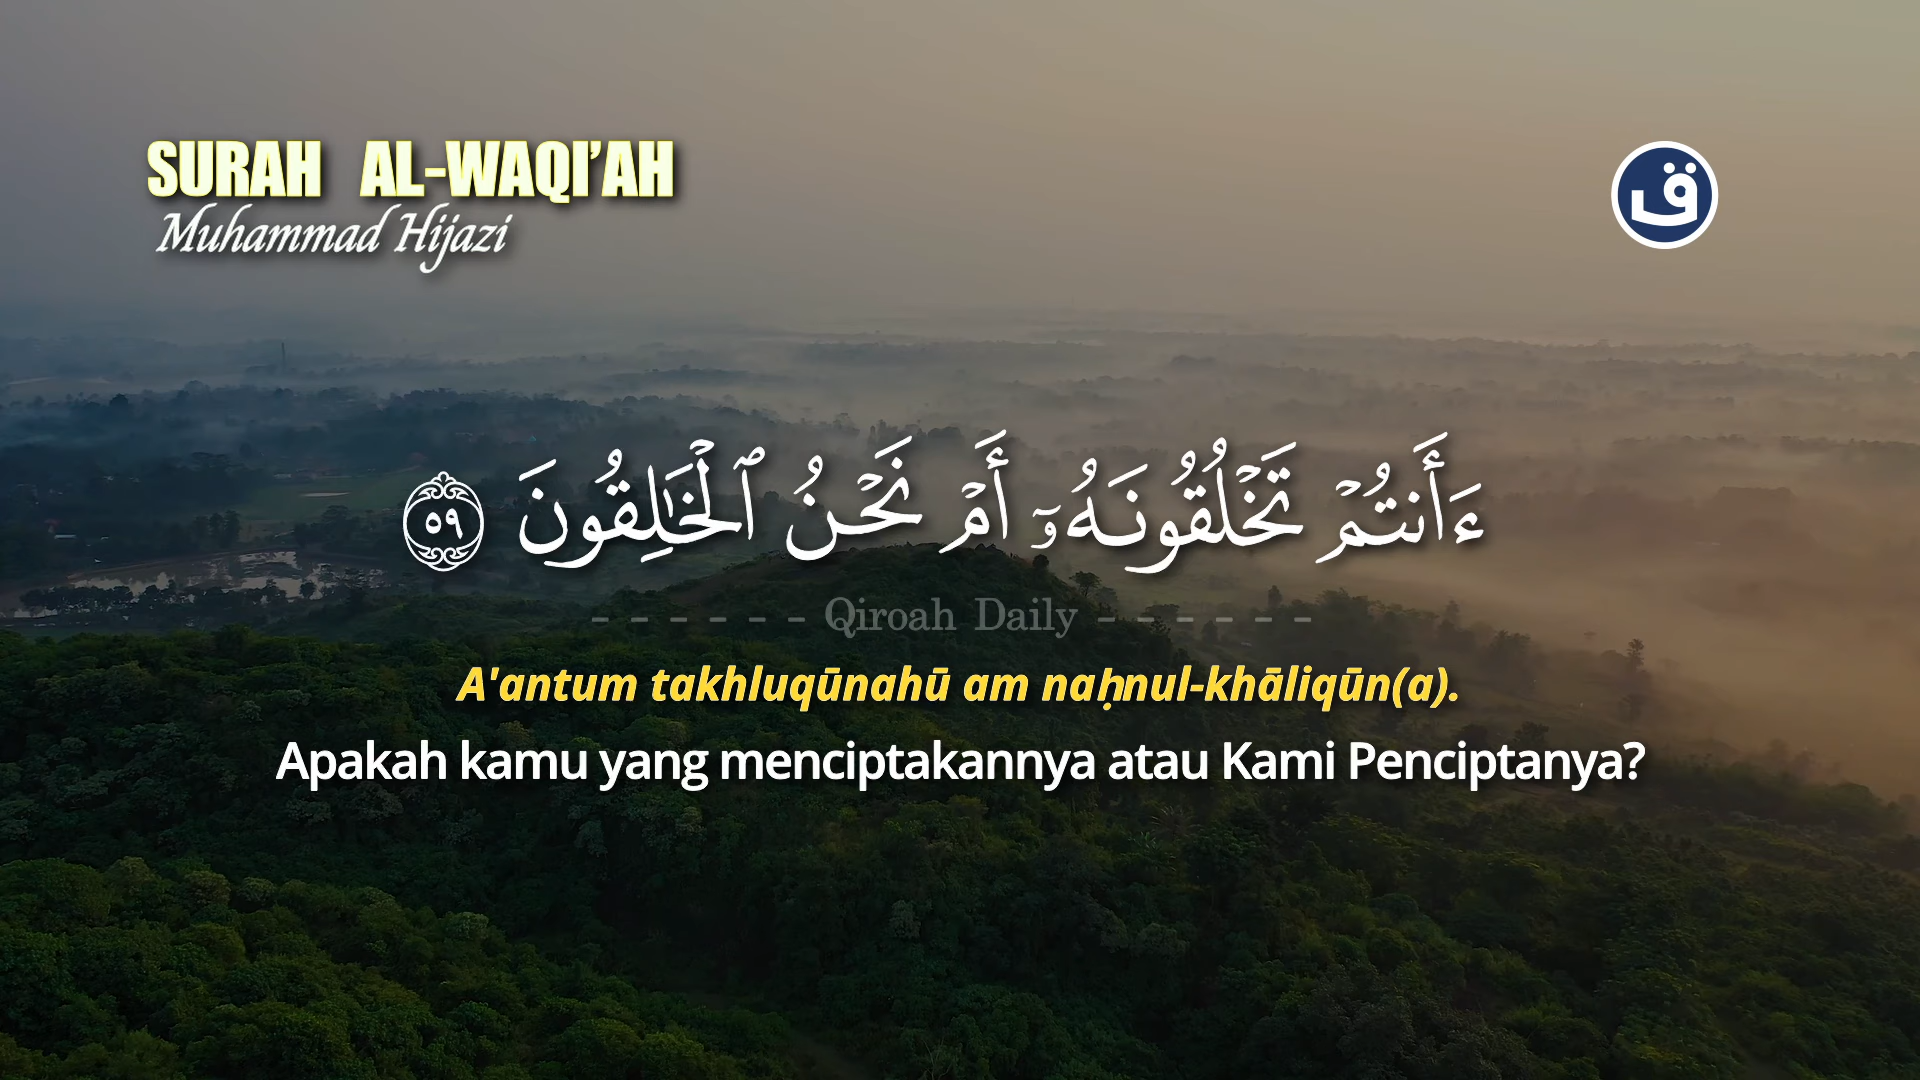 SURAH AL-WAQI’AH
Muhammad Hijazi
ق
ءَأَنتُمْ تَخْلُقُونَهُۥٓ أَمْ نَحْنُ ٱلْخَٰلِقُونَ ٥٩
- - - - - - Qiroah Daily - - - - - -
A'antum takhluqūnahū am naḥnul-khāliqūn(a).
Apakah kamu yang menciptakannya atau Kami Penciptanya?